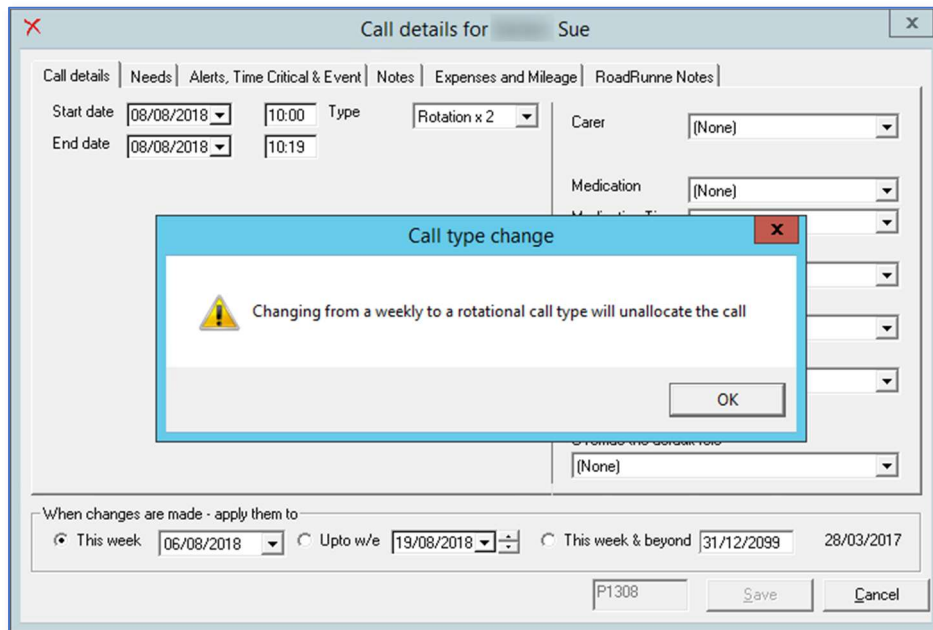 Call details for Sue
x
Call details Needs Alerts, Time Critical & Event Notes Expenses and Mileage RoadRunne Notes
Start date 08/08/2018 10:00 Type Rotation x 2
End date 08/08/2018 10:19
Carer (None)
Medication (None)
Call type change
x
Changing from a weekly to a rotational call type will unallocate the call
OK
(None)
When changes are made - apply them to
This week 06/08/2018 Upto w/e 19/08/2018 This week & beyond 31/12/2099 28/03/2017
P1308 Save Cancel